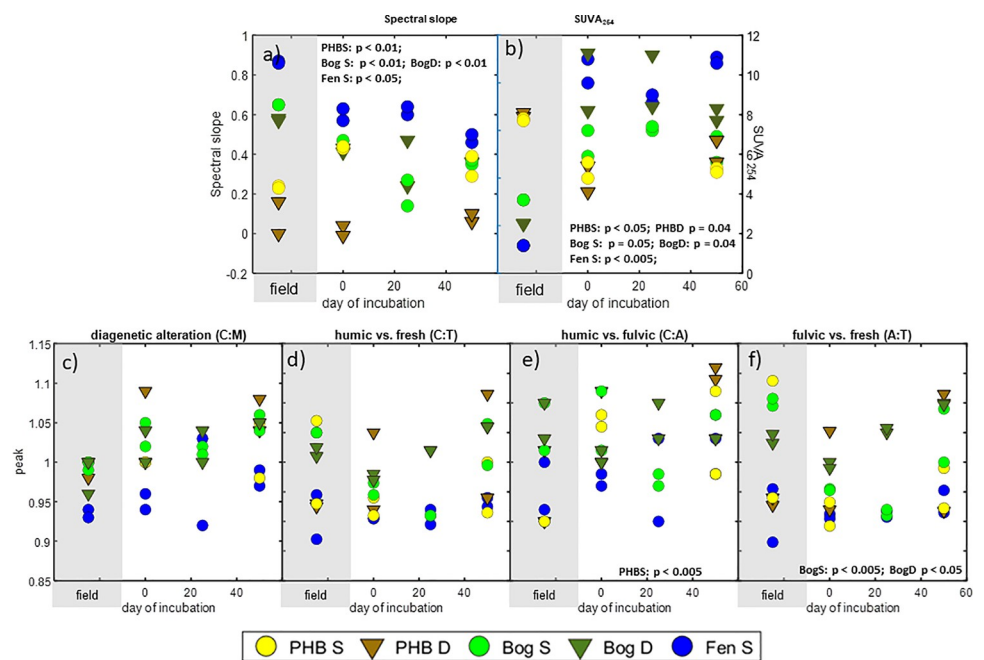 Spectral slope
SUVA254
a)
PHBS: p < 0.01;
Bog S: p < 0.01; BogD: p < 0.01
Fen S: p < 0.05;
b)
1
0.8
0.6
0.4
0.2
0
-0.2
Spectral slope
12
10
8
6
4
2
0
SUVA254
PHBS: p < 0.05; PHBD p = 0.04
Bog S: p = 0.05; BogD: p = 0.04
Fen S: p < 0.005;
field
0
20
40
day of incubation
field
0
20
40
60
day of incubation
diagenetic alteration (C:M)
humic vs. fresh (C:T)
humic vs. fulvic (C:A)
fulvic vs. fresh (A:T)
c)
d)
e)
f)
1.15
1.1
1.05
1
0.95
0.9
0.85
peak
PHBS: p < 0.005
BogS: p < 0.005; BogD p < 0.05
field
0
20
40
day of incubation
field
0
20
40
day of incubation
field
0
20
40
day of incubation
field
0
20
40
60
day of incubation
PHB S
PHB D
Bog S
Bog D
Fen S